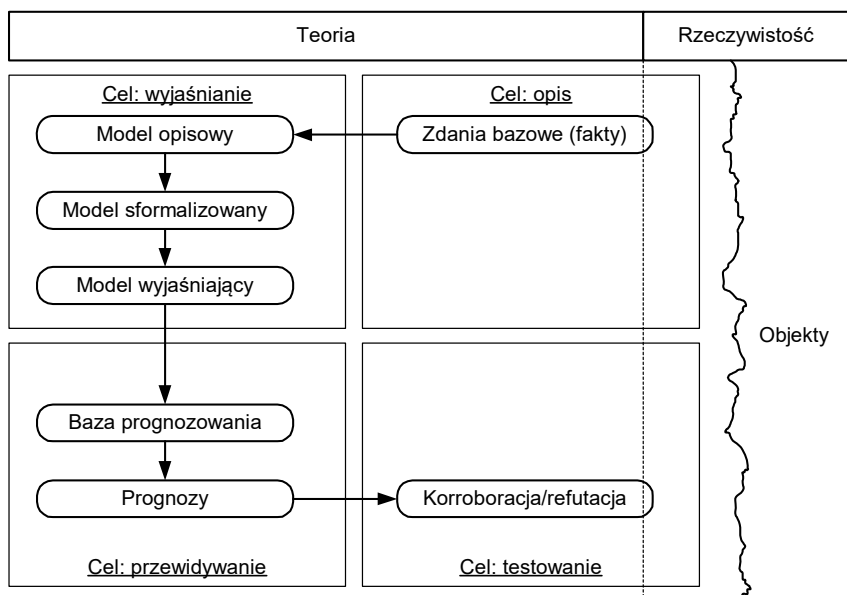 Teoria
Rzeczywistość
Cel: wyjaśnianie
Cel: opis
Model opisowy
Zdania bazowe (fakty)
Model sformalizowany
Model wyjaśniający
Objekty
Baza prognozowania
Prognozy
Korroboracja/refutacja
Cel: przewidywanie
Cel: testowanie